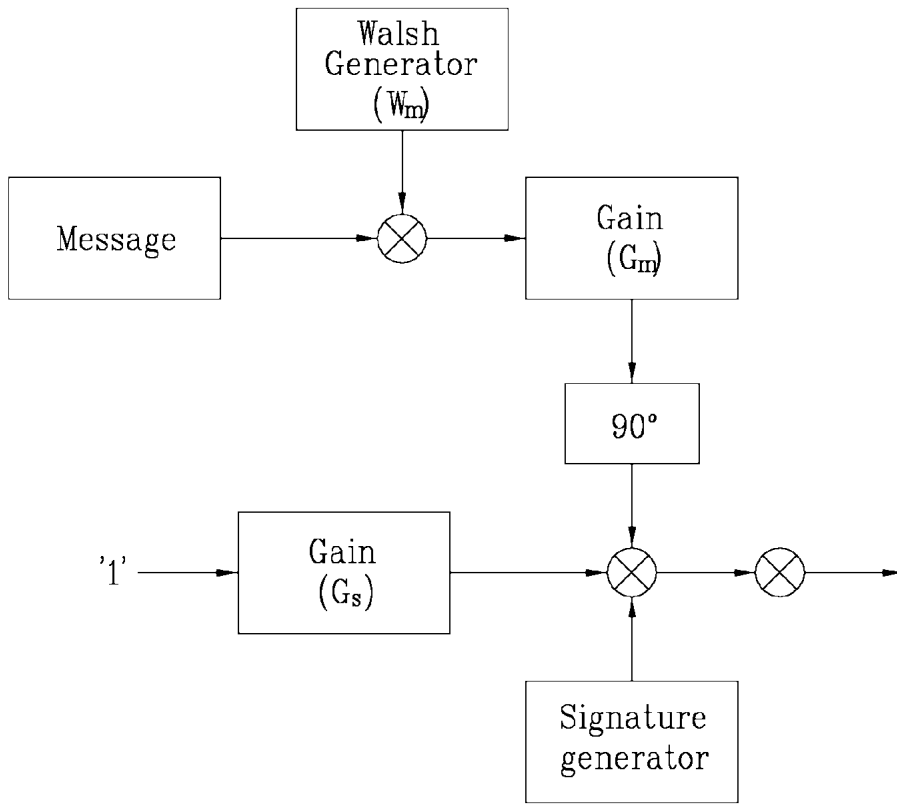 Walsh
Generator
(Wm)
Message
Gain
(Gm)
90°
'1'
Gain
(Gs)
Signature
generator